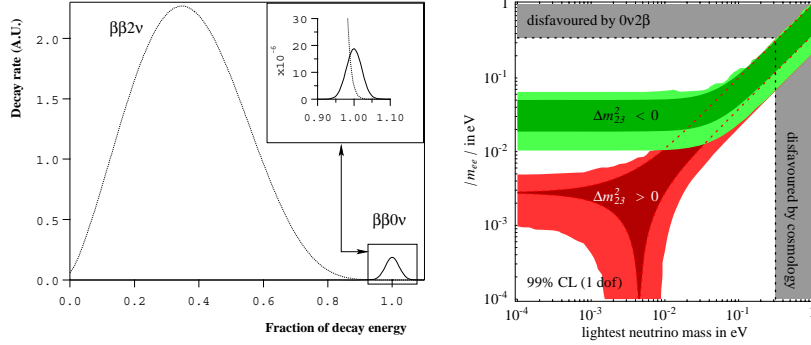 Decay rate (A.U.)
2.0
1.5
1.0
0.5
0.0
0.0
0.2
0.4
0.6
0.8
1.0
Fraction of decay energy
ββ2ν
ββ0ν
x10⁻⁶
30
20
10
0
0.90
1.00
1.10
disfavoured by 0ν2β
Δm²₂₃ < 0
Δm²₂₃ > 0
99% CL (1 dof)
disfavoured by cosmology
| mₑₑ | in eV
1
10⁻¹
10⁻²
10⁻³
10⁻⁴
10⁻⁴
10⁻³
10⁻²
10⁻¹
1
lightest neutrino mass in eV